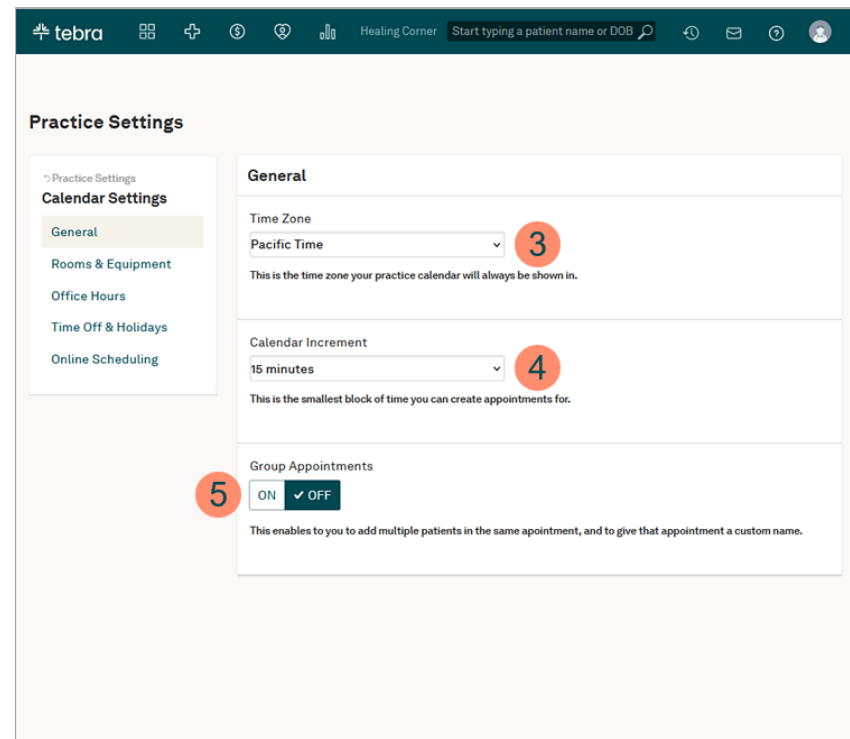 tebra
Healing Corner
Start typing a patient name or DOB
Practice Settings
Practice Settings
Calendar Settings
General
Rooms & Equipment
Office Hours
Time Off & Holidays
Online Scheduling
General
Time Zone
Pacific Time
3
This is the time zone your practice calendar will always be shown in.
Calendar Increment
15 minutes
4
This is the smallest block of time you can create appointments for.
Group Appointments
5
ON ✔ OFF
This enables to you to add multiple patients in the same apointment, and to give that appointment a custom name.